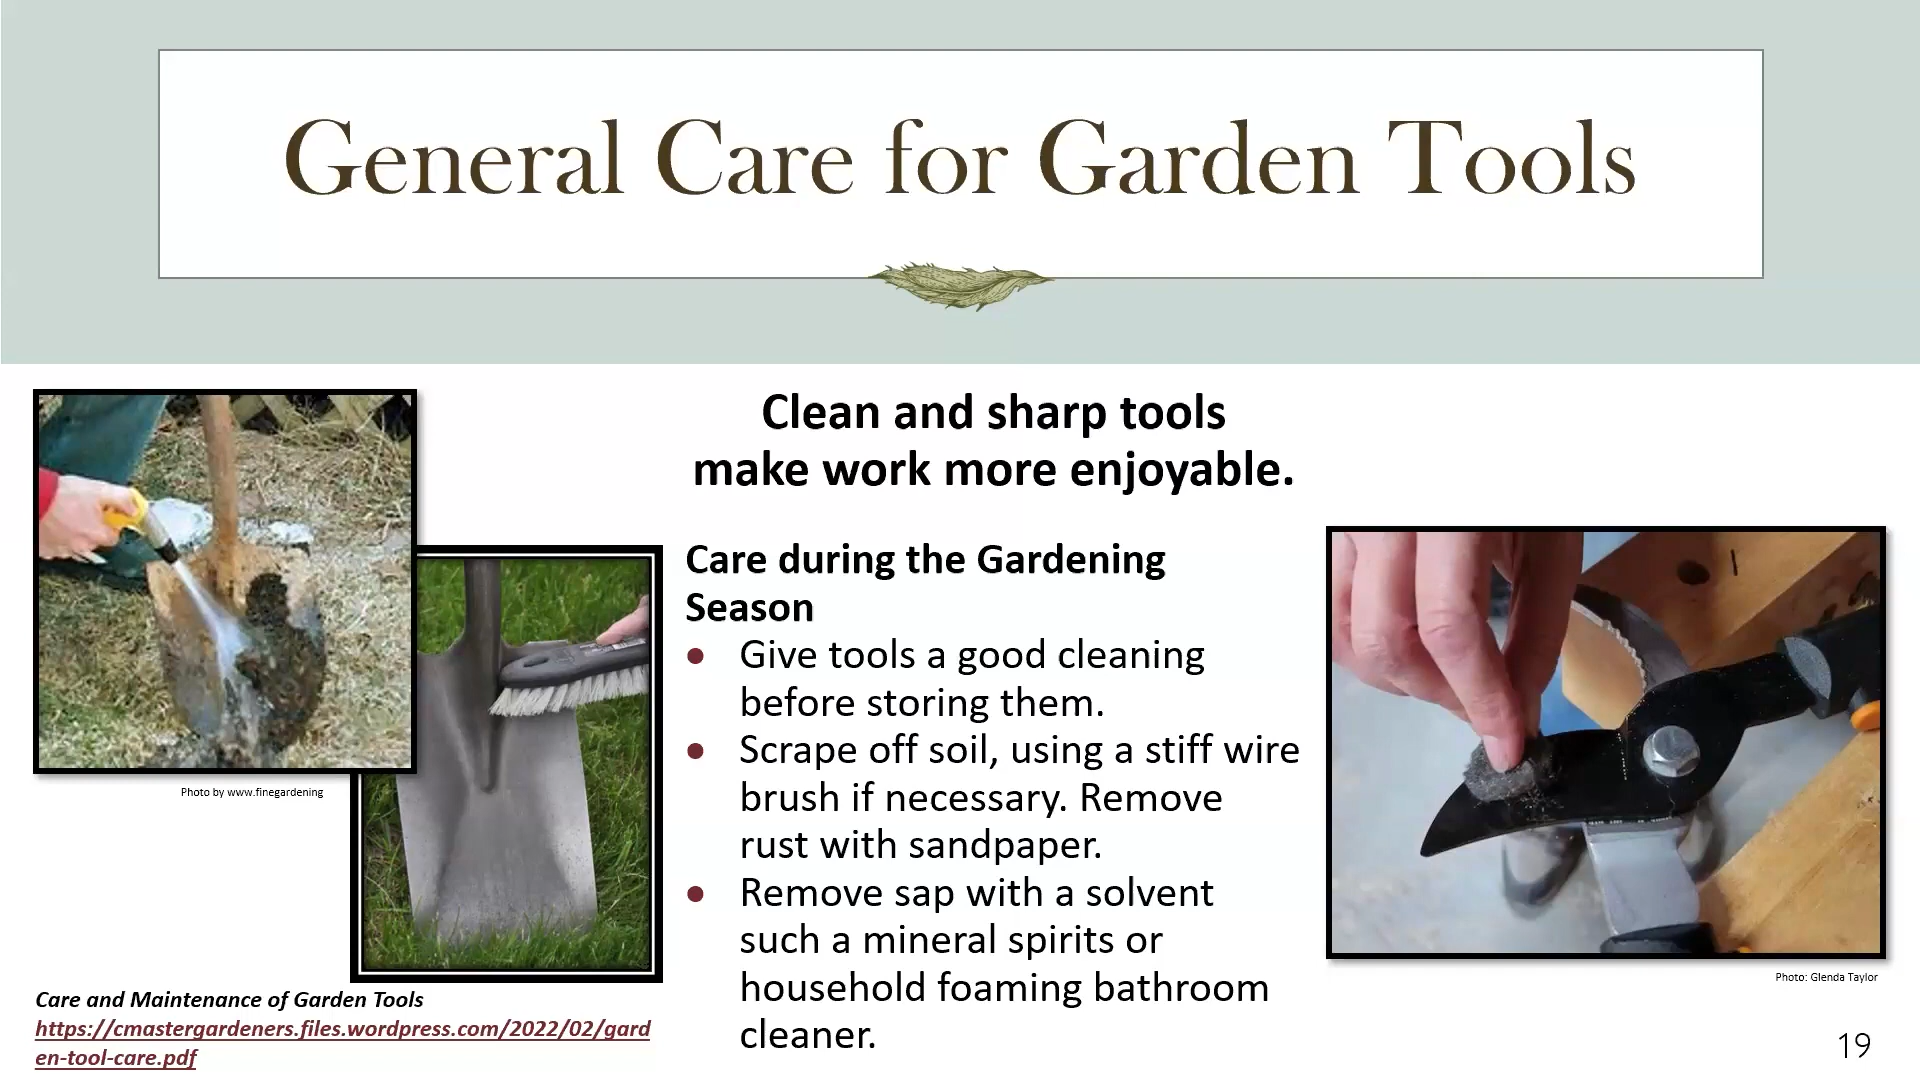 General Care for Garden Tools
Clean and sharp tools
make work more enjoyable.
Care during the Gardening
Season
• Give tools a good cleaning
before storing them.
• Scrape off soil, using a stiff wire
brush if necessary. Remove
rust with sandpaper.
• Remove sap with a solvent
such a mineral spirits or
household foaming bathroom
cleaner.
Photo by www.finegardening
Care and Maintenance of Garden Tools
https://cmastergardeners.files.wordpress.com/2022/02/gard
en-tool-care.pdf
Photo: Glenda Taylor
19